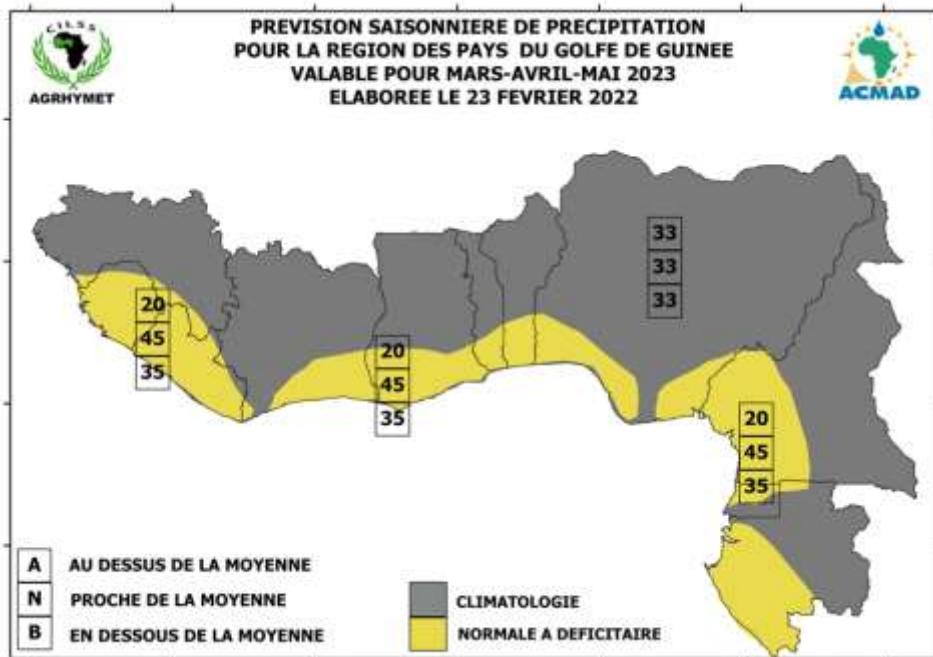 PREVISION SAISONNIERE DE PRECIPITATION
POUR LA REGION DES PAYS DU GOLFE DE GUINEE
VALABLE POUR MARS-AVRIL-MAI 2023
ELABOREE LE 23 FEVRIER 2022
CILSS
AGRHYMET
ACMAD
33
33
33
20
45
35
20
45
35
20
45
35
A AU DESSUS DE LA MOYENNE
N PROCHE DE LA MOYENNE
B EN DESSOUS DE LA MOYENNE
CLIMATOLOGIE
NORMALE A DEFICITAIRE